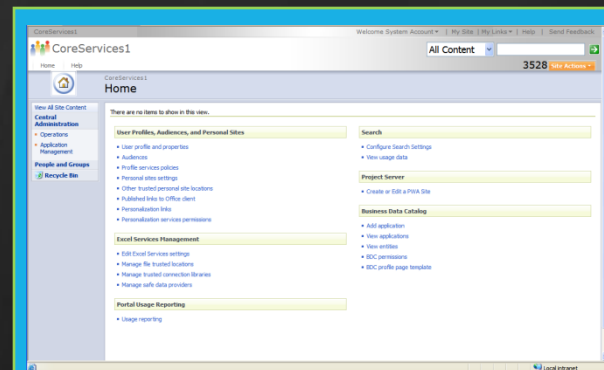 CoreServices1
Welcome System Account | My Site | My Links | Help | Send Feedback
CoreServices1
All Content
Home Help
3528 Site Actions
CoreServices1
Home
View All Site Content
Central Administration
Operations
Application Management
People and Groups
Recycle Bin
There are no items to show in this view.
User Profiles, Audiences, and Personal Sites
User profile and properties
Audiences
Profile services policies
Personal sites settings
Other trusted personal site locations
Published links to Office client
Personalization links
Personalization services permissions
Excel Services Management
Edit Excel Services settings
Manage file trusted locations
Manage trusted connection libraries
Manage safe data providers
Portal Usage Reporting
Usage reporting
Search
Configure Search Settings
View usage data
Project Server
Create or Edit a PWA Site
Business Data Catalog
Add application
View applications
View entities
BDC permissions
BDC profile page template
Local intranet